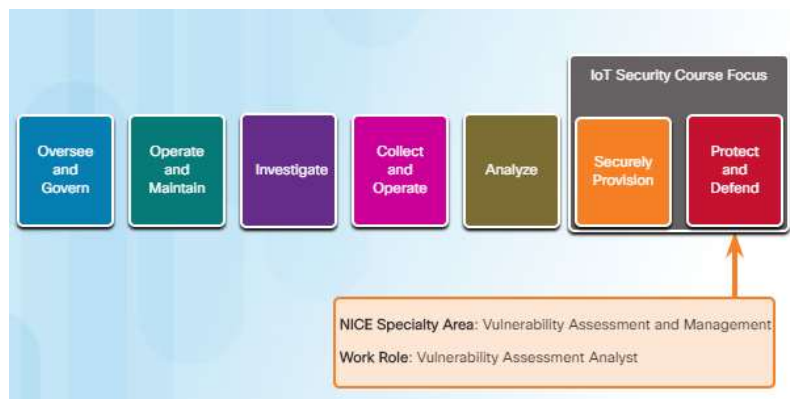 IoT Security Course Focus
Oversee
and
Govern
Operate
and
Maintain
Investigate
Collect
and
Operate
Analyze
Securely
Provision
Protect
and
Defend
NICE Specialty Area: Vulnerability Assessment and Management
Work Role: Vulnerability Assessment Analyst